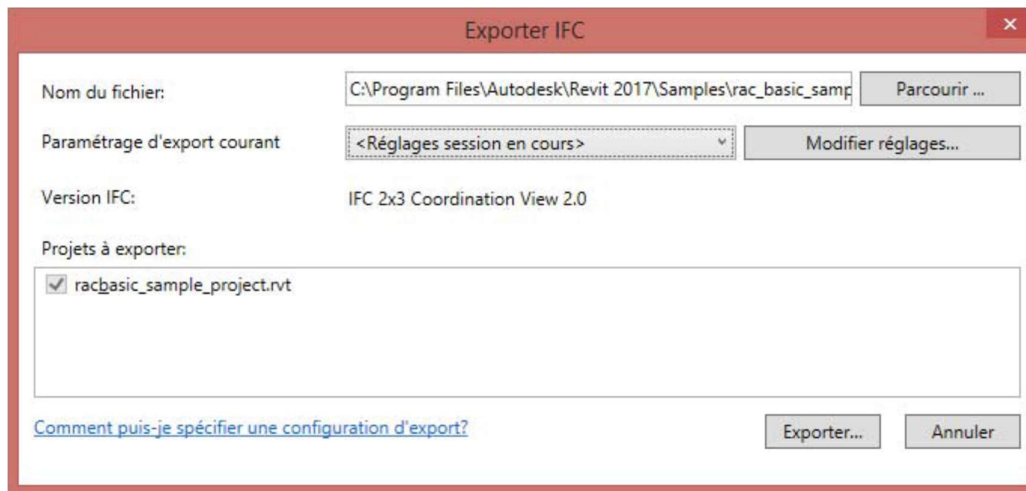 Exporter IFC
Nom du fichier: C:\Program Files\Autodesk\Revit 2017\Samples\rac_basic_samp Parcourir ...
Paramétrage d'export courant <Réglages session en cours> Modifier réglages...
Version IFC: IFC 2x3 Coordination View 2.0
Projets à exporter:
racbasic_sample_project.rvt
Comment puis-je spécifier une configuration d'export? Exporter... Annuler